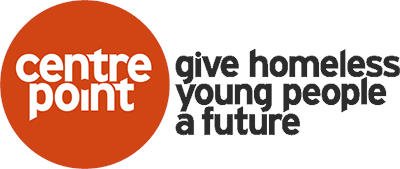 centre
point
give homeless
young people
a future